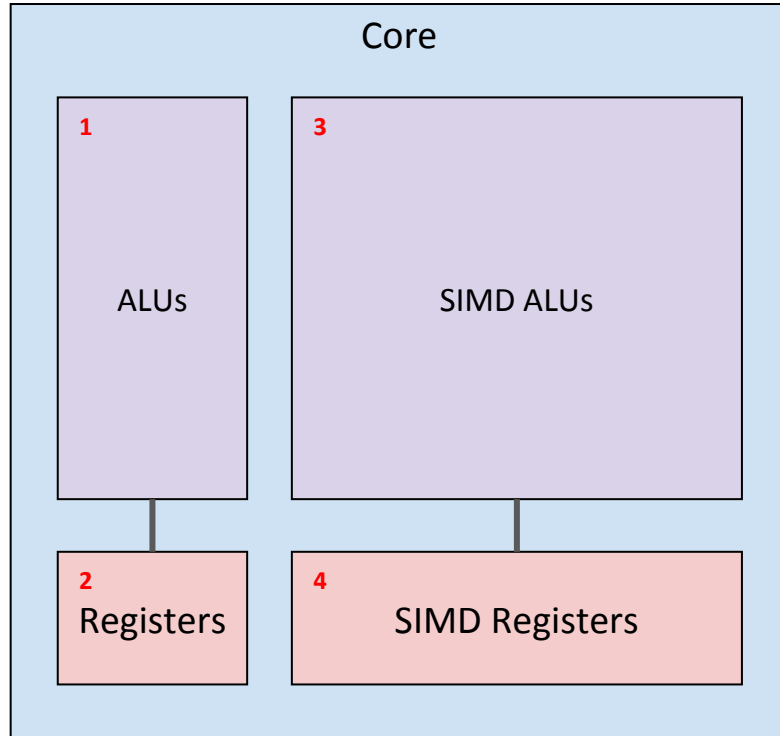 Core
1
ALUs
3
SIMD ALUs
2
Registers
4
SIMD Registers